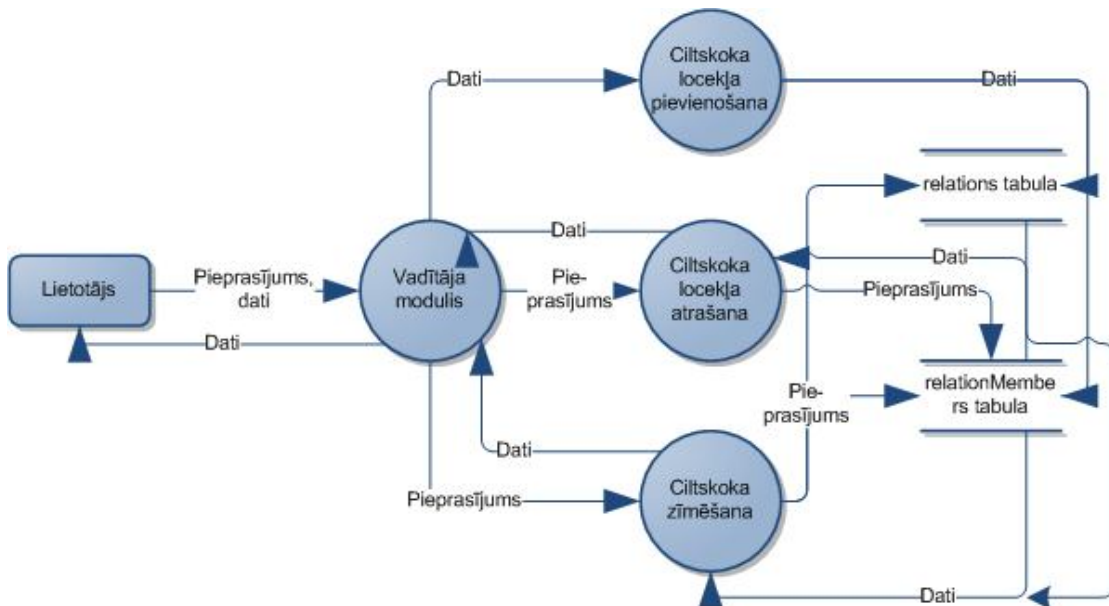 Dati
Ciltskoka
locekļa
pievienošana
Dati
relations tabula
Lietotājs
Pieprasījums,
dati
Dati
Vadītāja
modulis
Dati
Pie-
prasījums
Ciltskoka
locekļa
atrašana
Dati
Pieprasījums
relationMembe
rs tabula
Pie-
prasījums
Dati
Pieprasījums
Ciltskoka
zīmēšana
Dati